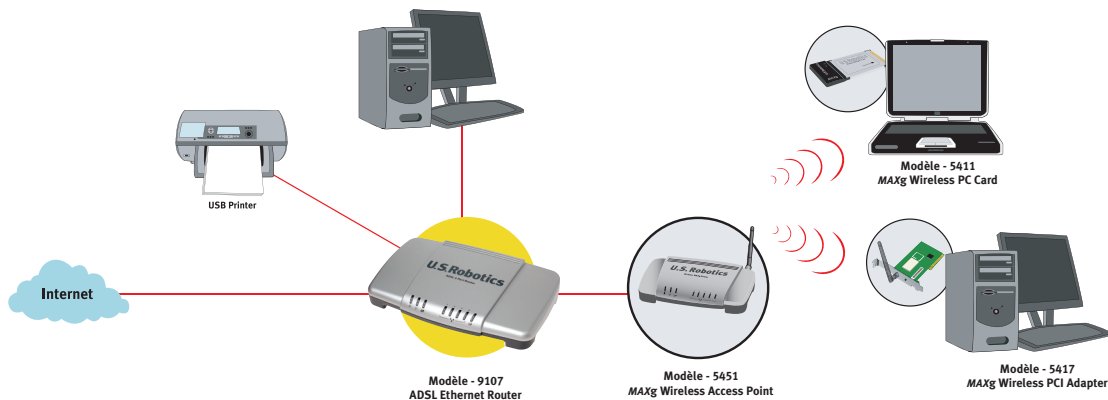 Modèle - 5411
MAXg Wireless PC Card
USB Printer
U.S.Robotics
U.S.Robotics
Internet
Modèle - 9107
ADSL Ethernet Router
Modèle - 5451
MAXg Wireless Access Point
Modèle - 5417
MAXg Wireless PCI Adapter